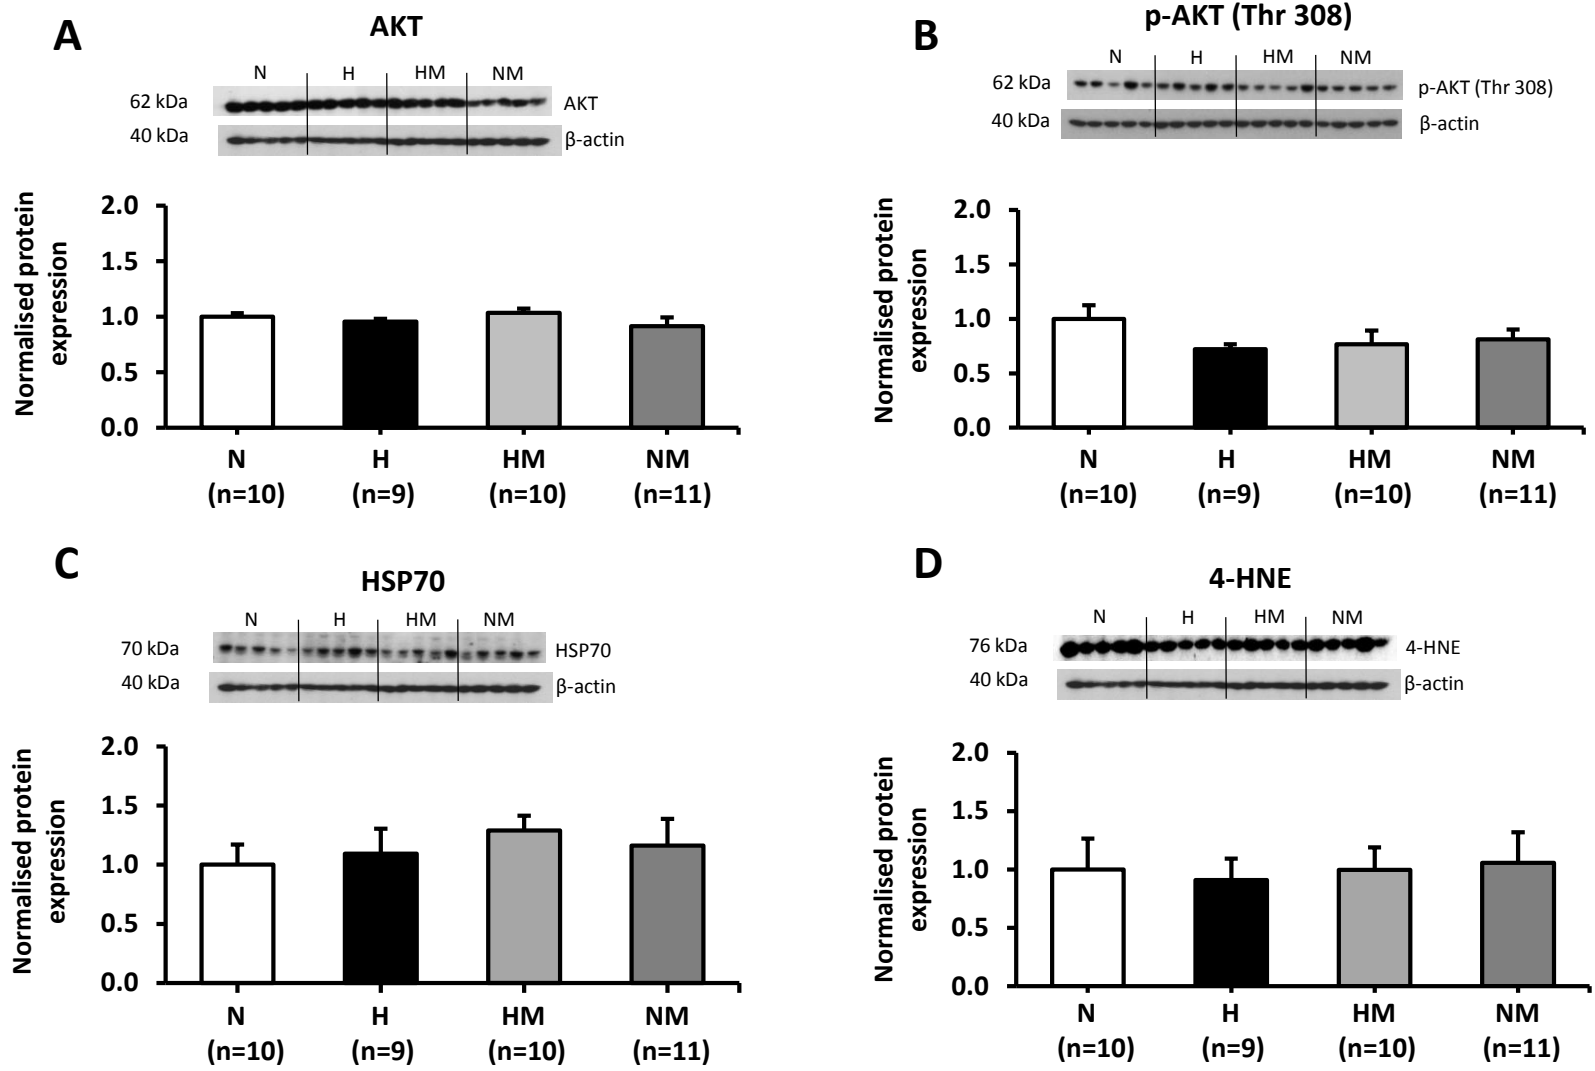 A
AKT
N H HM NM
62 kDa AKT
40 kDa β-actin
Normalised protein
expression
2.0
1.5
1.0
0.5
0.0
N H HM NM
(n=10) (n=9) (n=10) (n=11)
B
p-AKT (Thr 308)
N H HM NM
62 kDa p-AKT (Thr 308)
40 kDa β-actin
Normalised protein
expression
2.0
1.5
1.0
0.5
0.0
N H HM NM
(n=10) (n=9) (n=10) (n=11)
C
HSP70
N H HM NM
70 kDa HSP70
40 kDa β-actin
Normalised protein
expression
2.0
1.5
1.0
0.5
0.0
N H HM NM
(n=10) (n=9) (n=10) (n=11)
D
4-HNE
N H HM NM
76 kDa 4-HNE
40 kDa β-actin
Normalised protein
expression
2.0
1.5
1.0
0.5
0.0
N H HM NM
(n=10) (n=9) (n=10) (n=11)